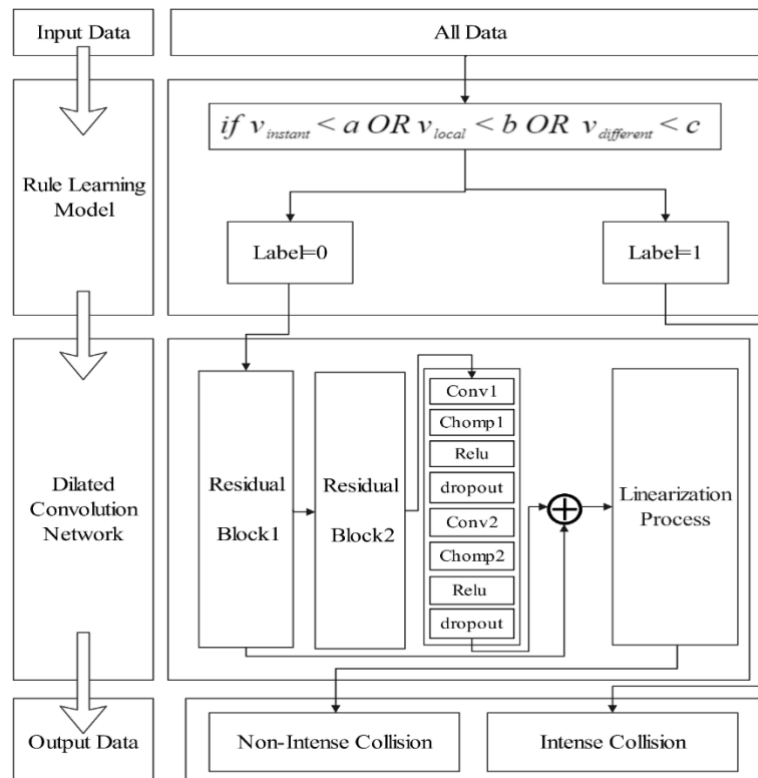 Input Data
All Data
if v_instant < a OR v_local < b OR v_different < c
Rule Learning
Model
Label=0
Label=1
Dilated
Convolution
Network
Residual
Block1
Residual
Block2
Conv1
Chomp1
Relu
dropout
Conv2
Chomp2
Relu
dropout
Linearization
Process
Output Data
Non-Intense Collision
Intense Collision